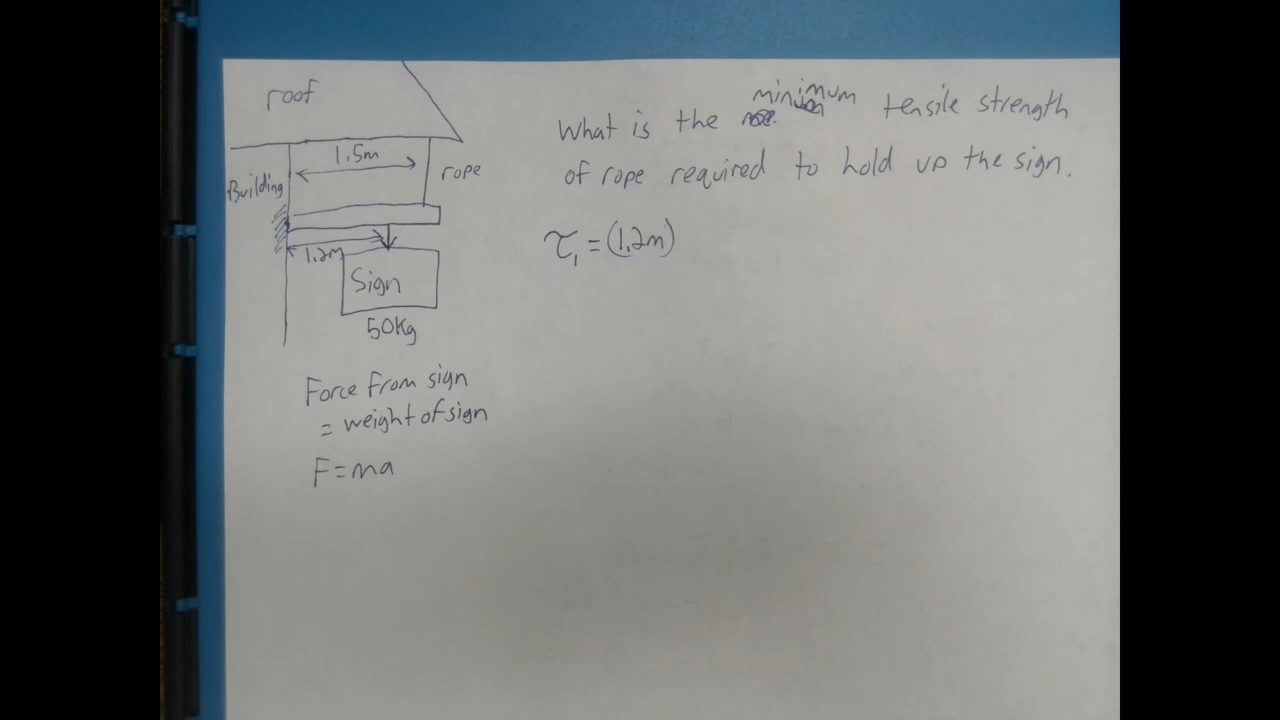 roof
1.5m
rope
Building
1.2m
Sign
50Kg
Force from sign
= weight of sign
F=ma
What is the minimum tensile strength
of rope required to hold up the sign.
τ₁ = (1.2m)